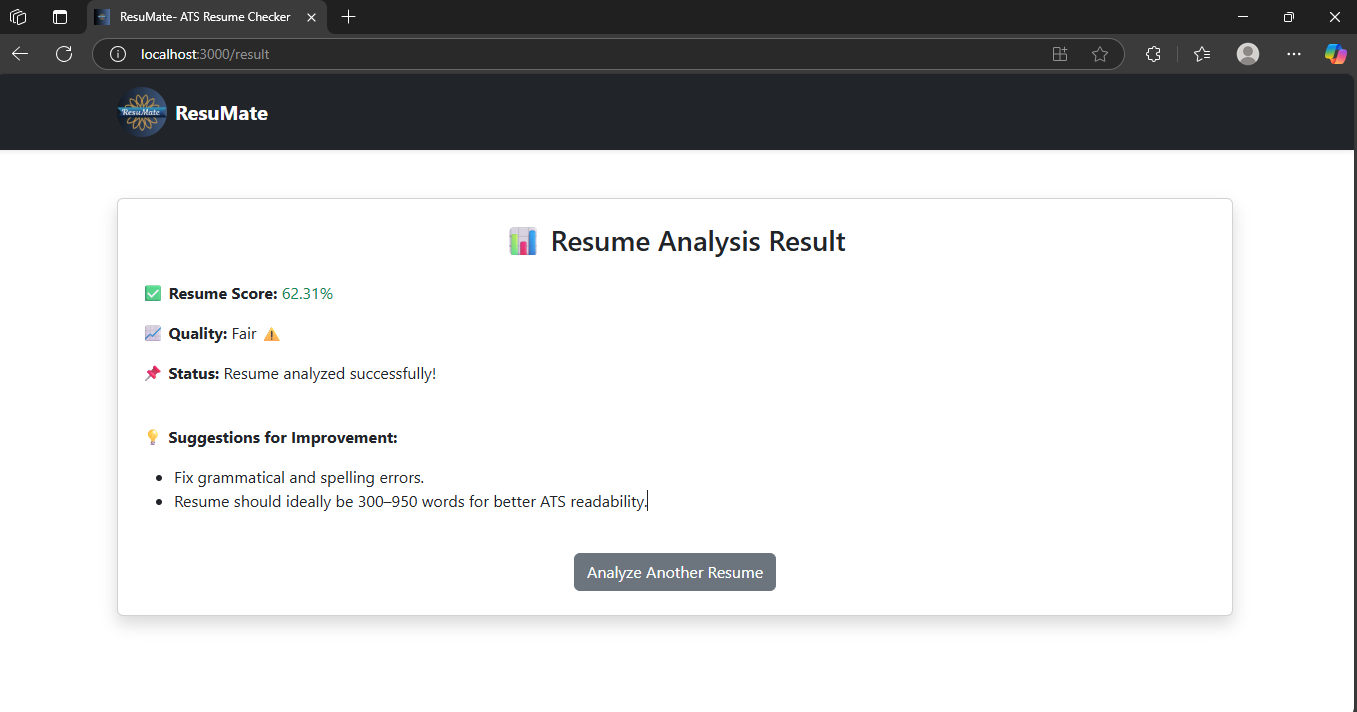 ResuMate- ATS Resume Checker
localhost:3000/result
ResuMate
ResuMate
📊 Resume Analysis Result
✅ Resume Score: 62.31%
📈 Quality: Fair ⚠️
📌 Status: Resume analyzed successfully!
💡 Suggestions for Improvement:
• Fix grammatical and spelling errors.
• Resume should ideally be 300–950 words for better ATS readability.
Analyze Another Resume